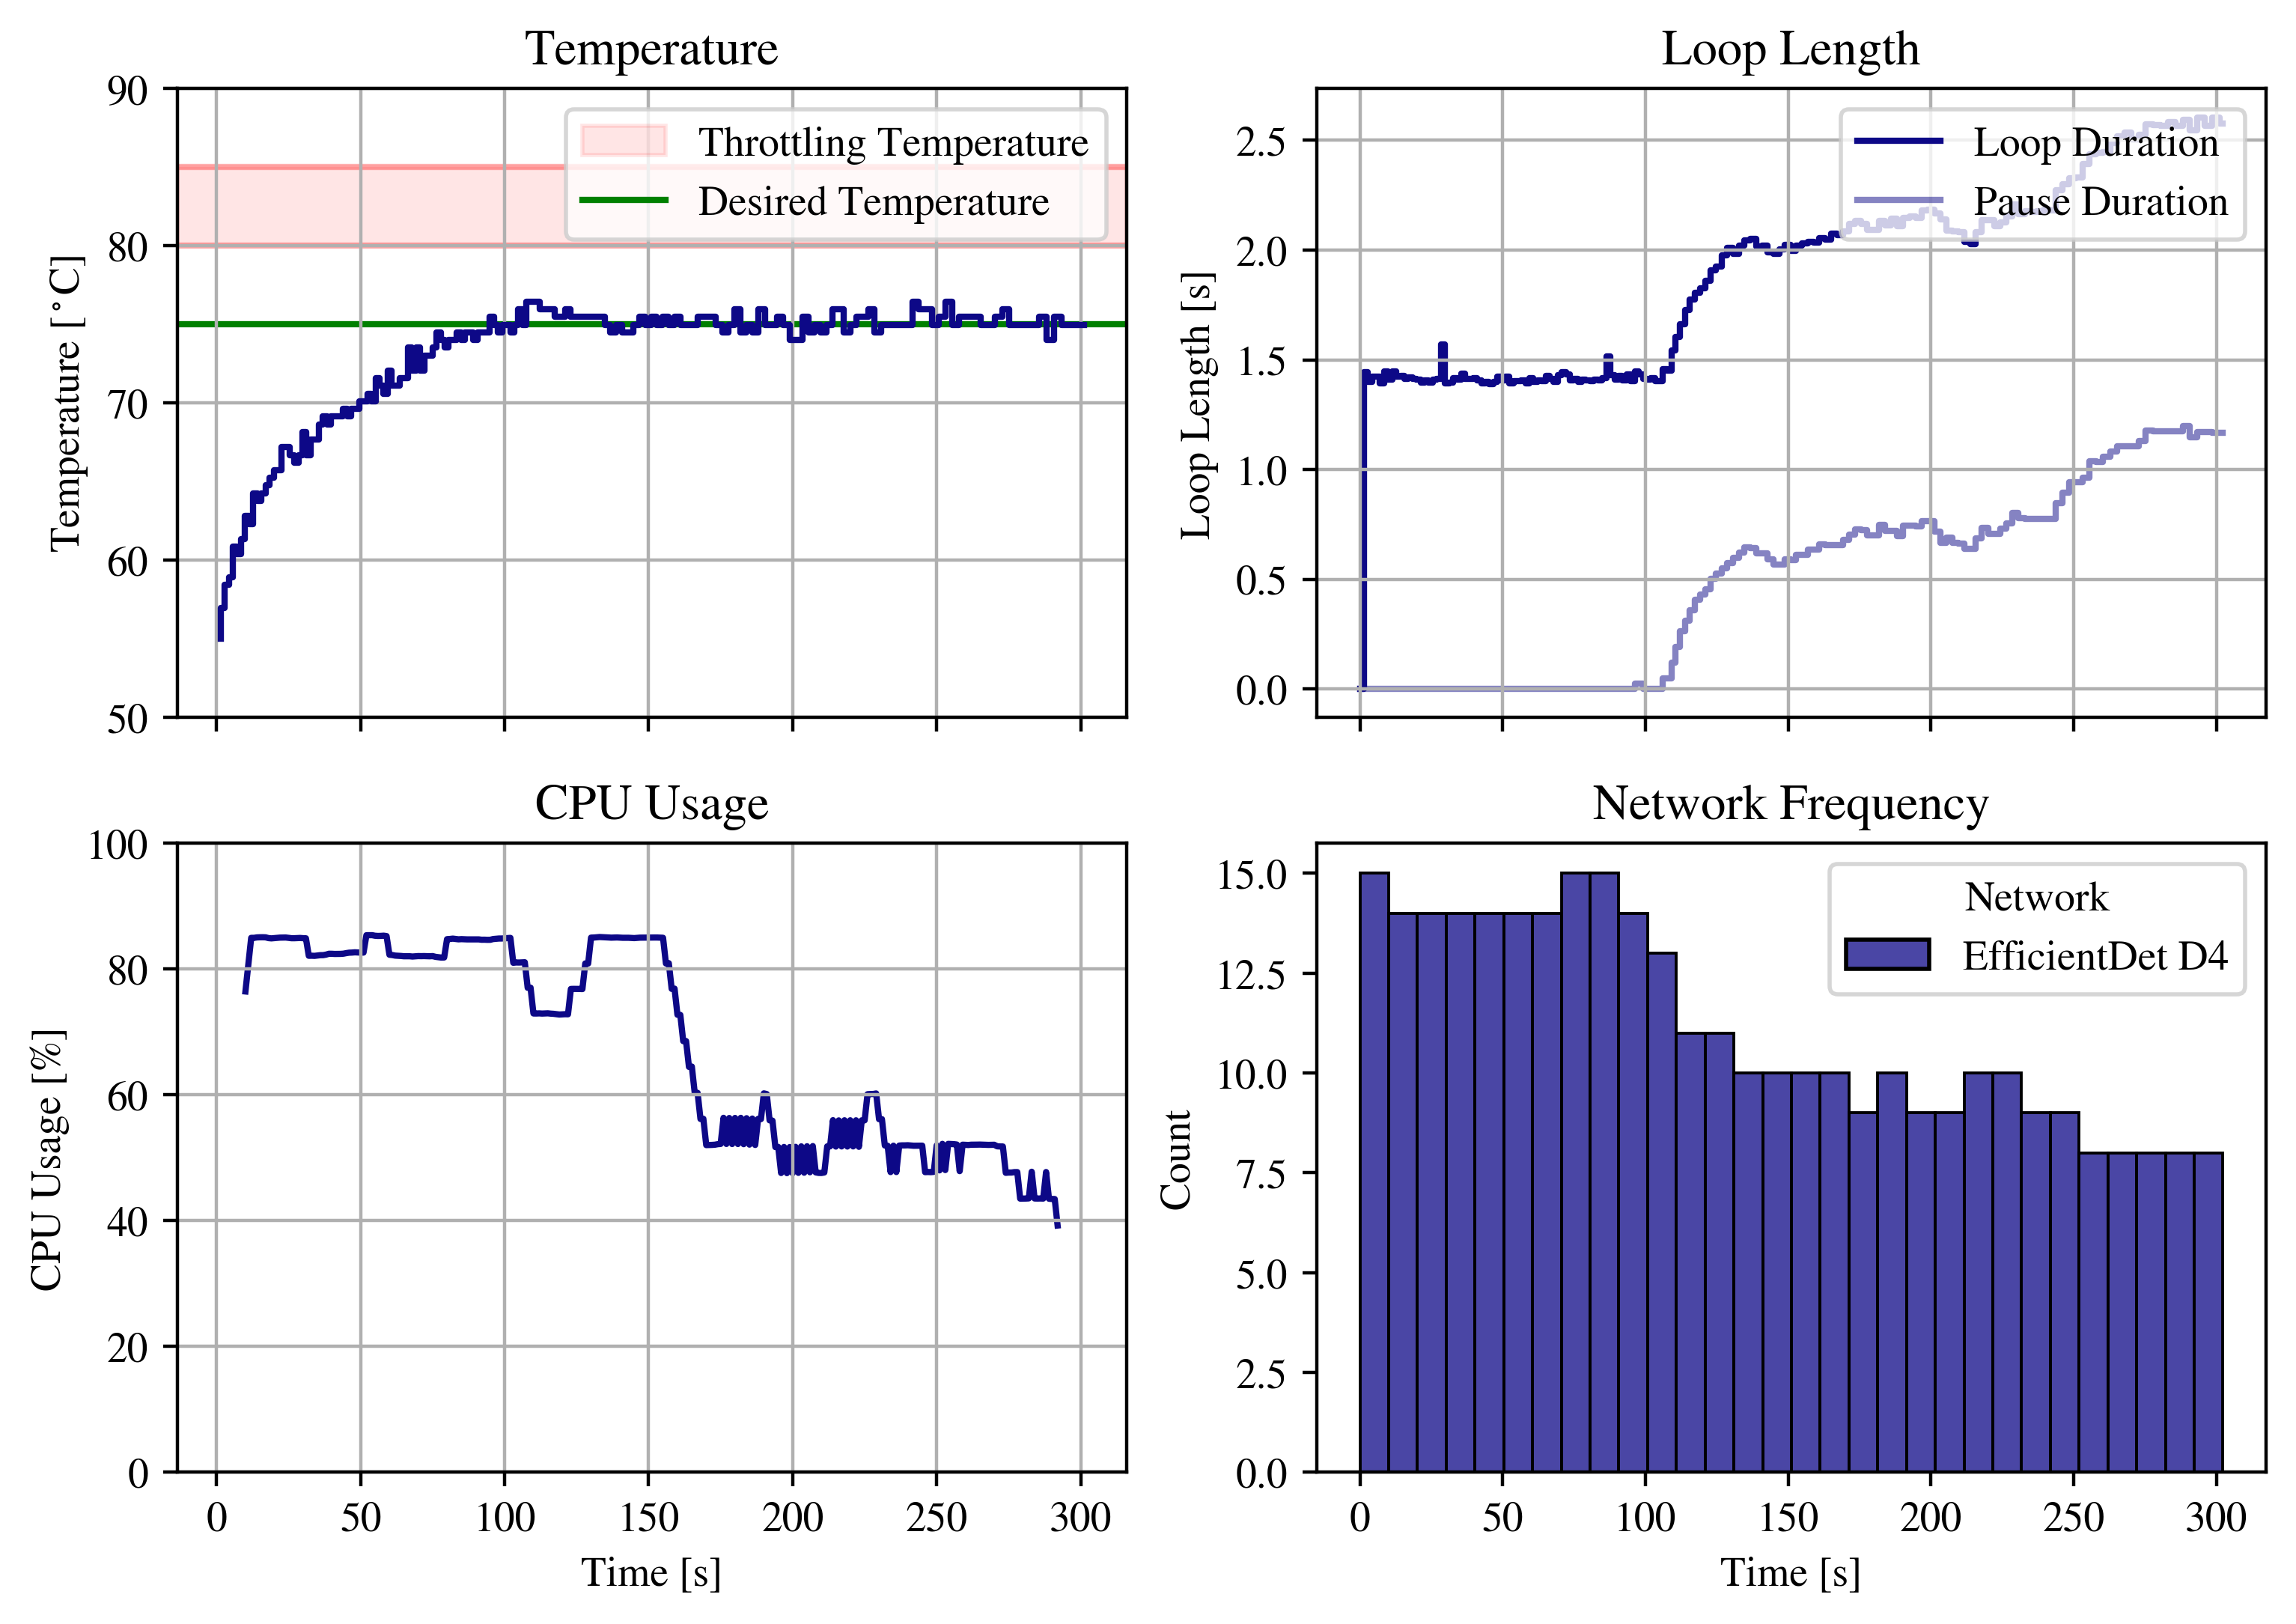 Temperature
90
80
70
60
50
Temperature [°C]
Throttling Temperature
Desired Temperature
Loop Length
2.5
2.0
1.5
1.0
0.5
0.0
Loop Length [s]
Loop Duration
Pause Duration
CPU Usage
100
80
60
40
20
0
CPU Usage [%]
0 50 100 150 200 250 300
Time [s]
Network Frequency
15.0
12.5
10.0
7.5
5.0
2.5
0.0
Count
Network
EfficientDet D4
0 50 100 150 200 250 300
Time [s]